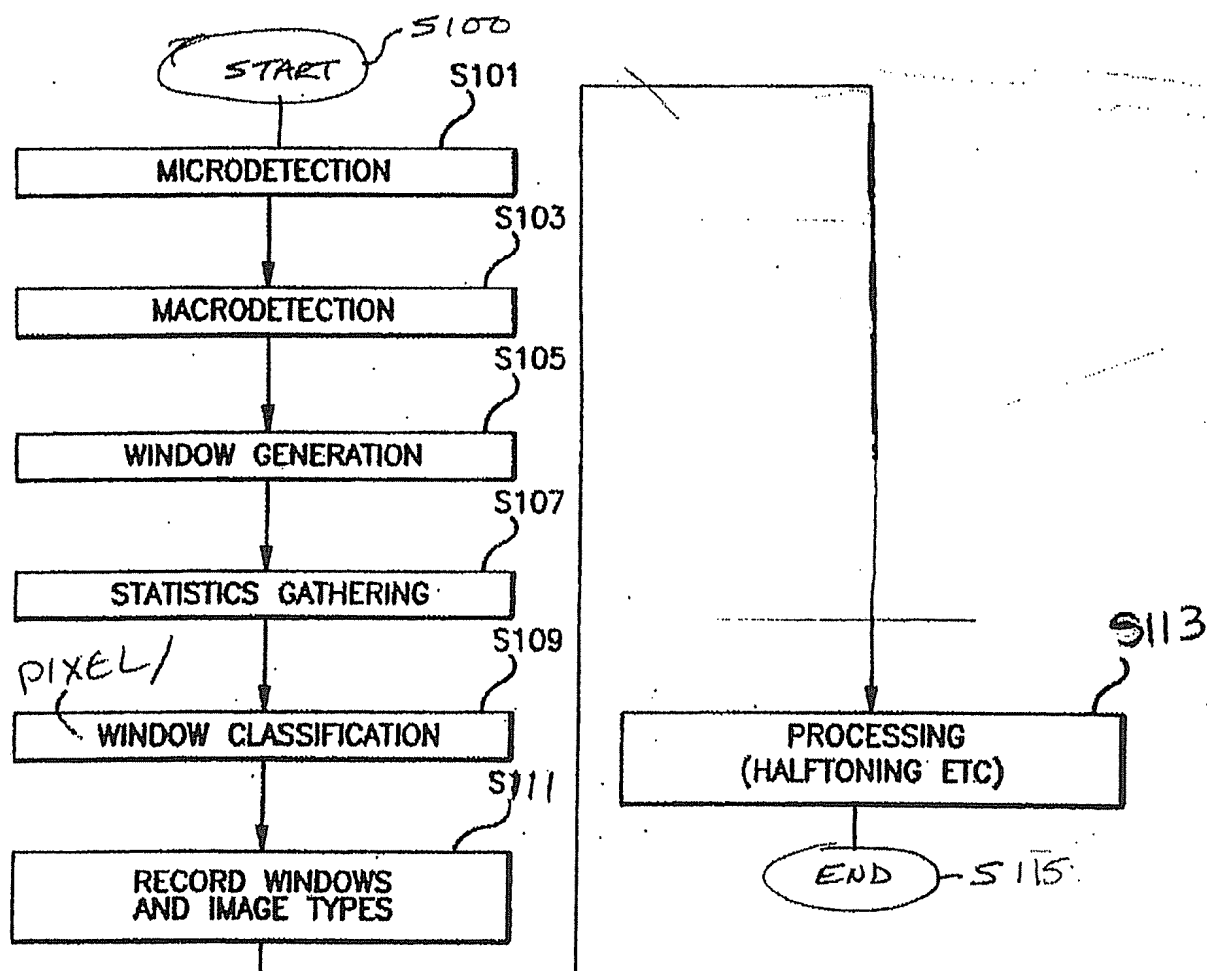 S100
START
S101
MICRODETECTION
S103
MACRODETECTION
S105
WINDOW GENERATION
S107
STATISTICS GATHERING
S109
PIXEL/
WINDOW CLASSIFICATION
S111
RECORD WINDOWS
AND IMAGE TYPES
S113
PROCESSING
(HALFTONING ETC)
END
S115